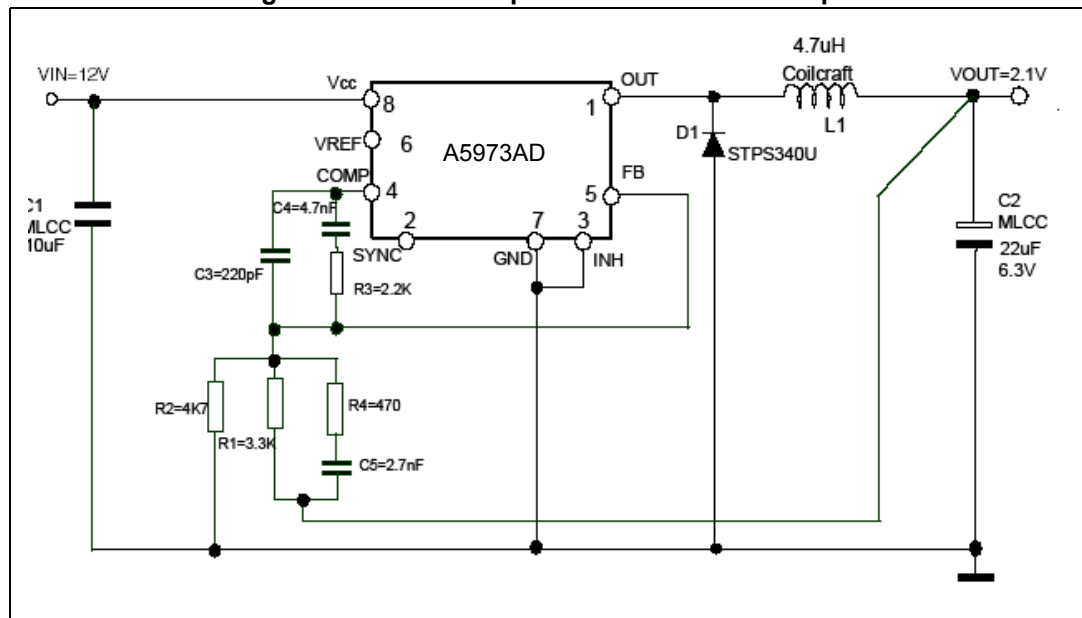 VIN=12V
Vcc
8
VREF
6
COMP
4
C4=4.7nF
2
SYNC
A5973AD
OUT
1
FB
5
7
GND
3
INH
4.7uH
Coilcraft
L1
VOUT=2.1V
D1
STPS340U
C2
MLCC
22uF
6.3V
C3=220pF
R3=2.2K
R2=4K7
R1=3.3K
R4=470
C5=2.7nF